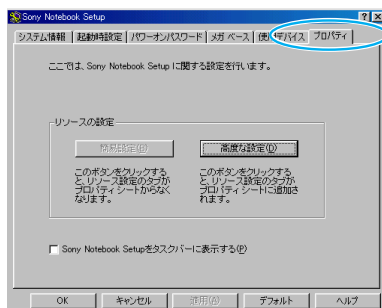 Sony Notebook Setup
システム情報 起動時設定 パワーオンパスワード メガ ベース 使用デバイス プロパティ
ここでは、Sony Notebook Setup に関する設定を行います。
リソースの設定
簡易設定(B) 高度な設定(D)
このボタンをクリックする
と、リソース設定のタブが
プロパティ シートからなく
なります。
このボタンをクリックする
と、リソース設定のタブが
プロパティ シートに追加さ
れます。
Sony Notebook Setupをタスクバーに表示する(P)
OK キャンセル 適用(A) デフォルト ヘルプ